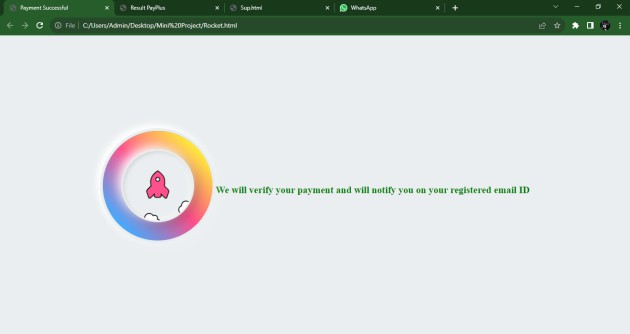 Payment Successful
Result PayPlus
Sup.html
WhatsApp
File | C:/Users/Admin/Desktop/Mini%20Project/Rocket.html
We will verify your payment and will notify you on your registered email ID